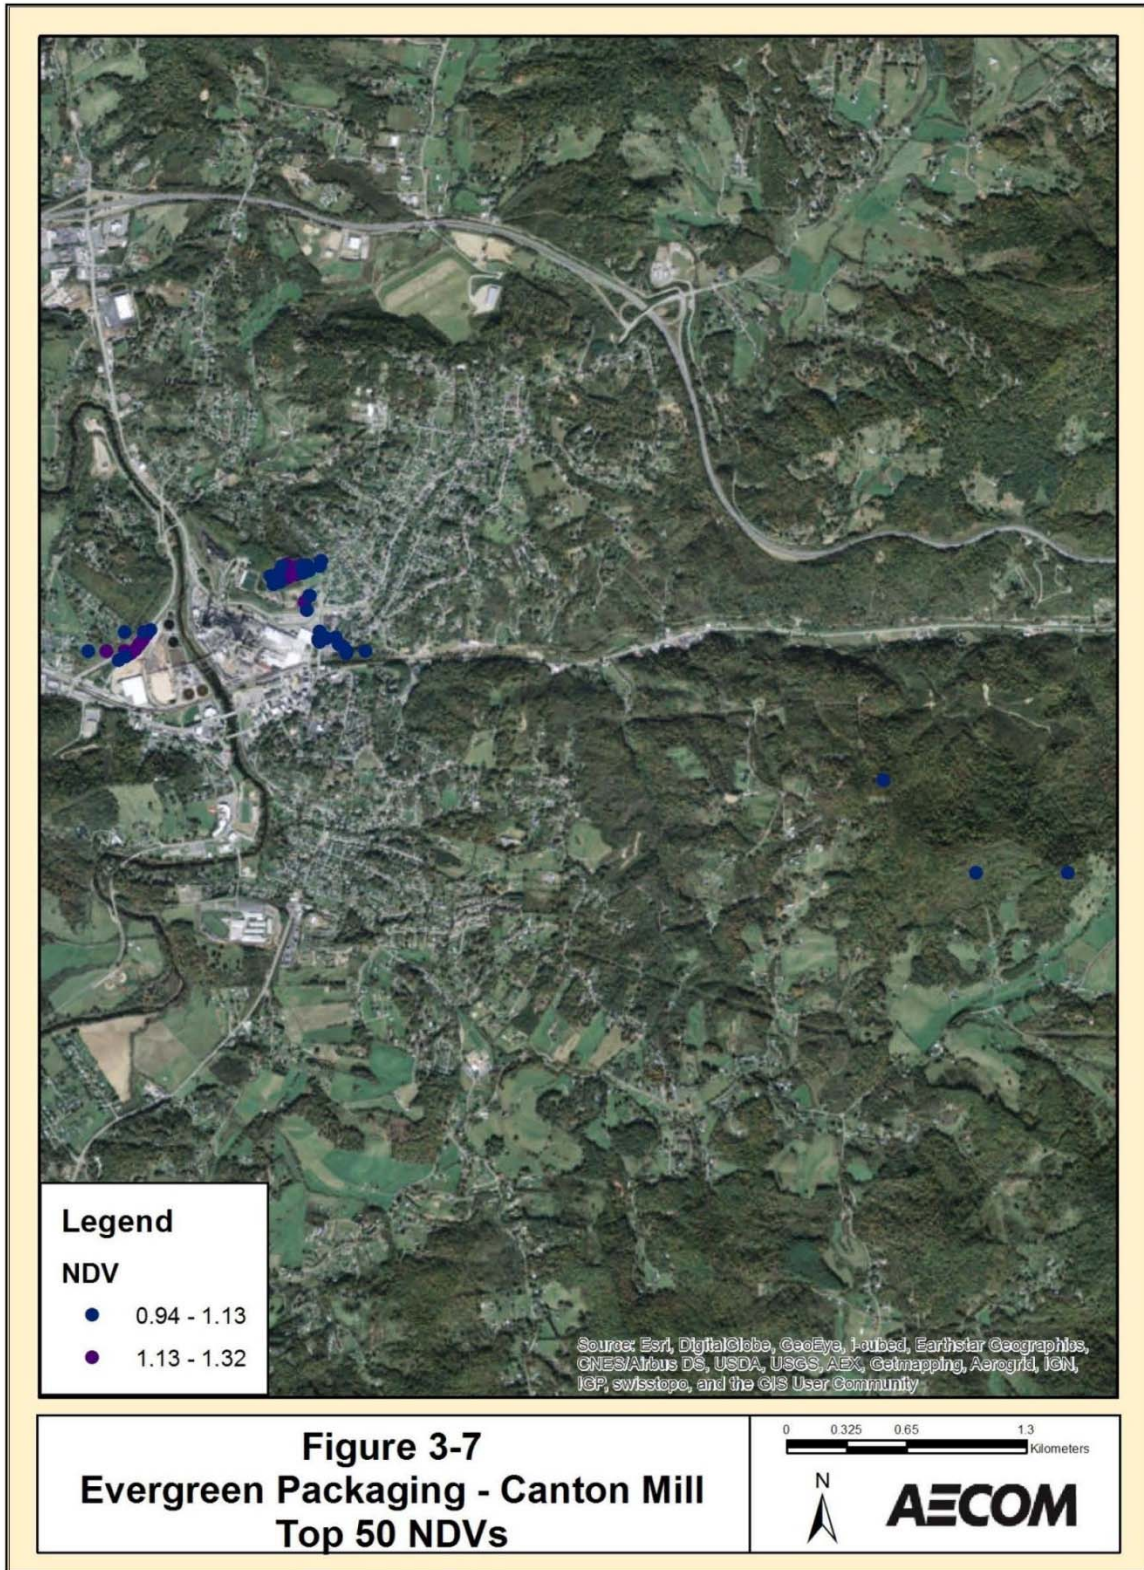 Legend
NDV
0.94 - 1.13
1.13 - 1.32
Source: Esri, DigitalGlobe, GeoEye, i-cubed, Earthstar Geographics,
CNES/Airbus DS, USDA, USGS, AEX, Getmapping, Aerogrid, IGN,
IGP, swisstopo, and the GIS User Community
Figure 3-7
Evergreen Packaging - Canton Mill
Top 50 NDVs
0 0.325 0.65 1.3
Kilometers
N
AECOM